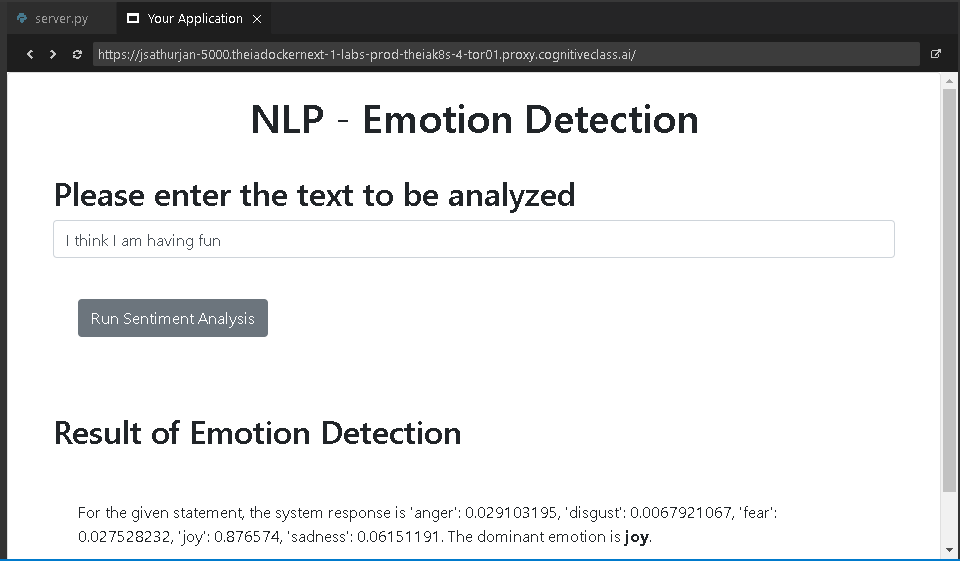 server.py
Your Application
https://jsathurjan-5000.theiadockernext-1-labs-prod-theiak8s-4-tor01.proxy.cognitiveclass.ai/
NLP - Emotion Detection
Please enter the text to be analyzed
I think I am having fun
Run Sentiment Analysis
Result of Emotion Detection
For the given statement, the system response is 'anger': 0.029103195, 'disgust': 0.0067921067, 'fear':
0.027528232, 'joy': 0.876574, 'sadness': 0.06151191. The dominant emotion is joy.